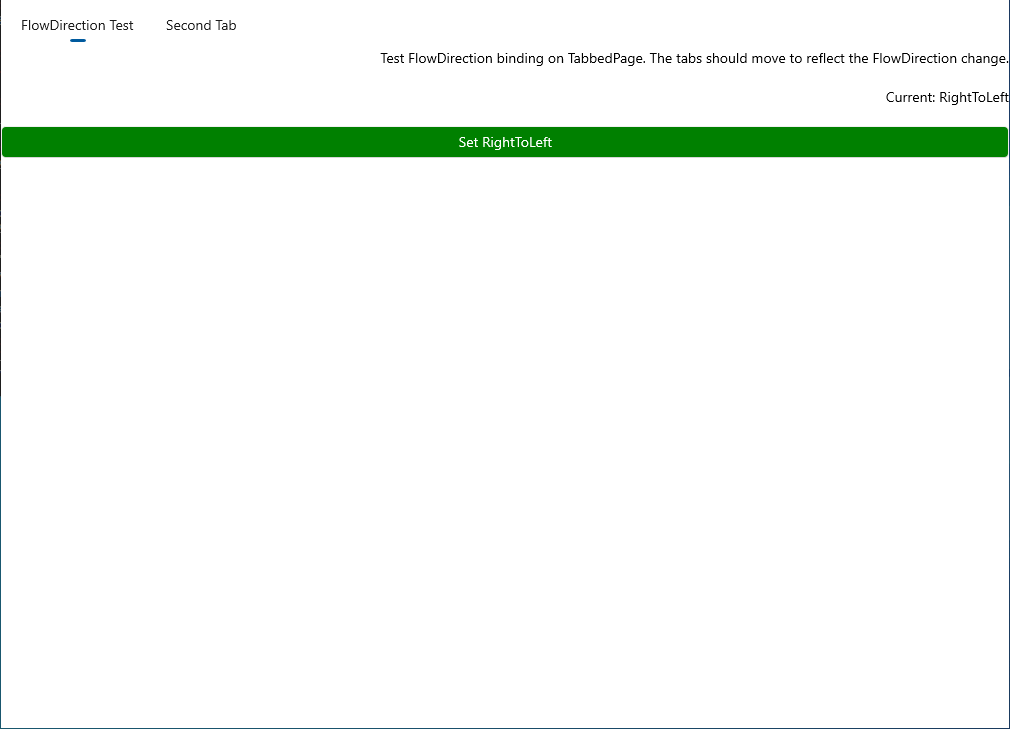 FlowDirection Test Second Tab
Test FlowDirection binding on TabbedPage. The tabs should move to reflect the FlowDirection change.
Current: RightToLeft
Set RightToLeft